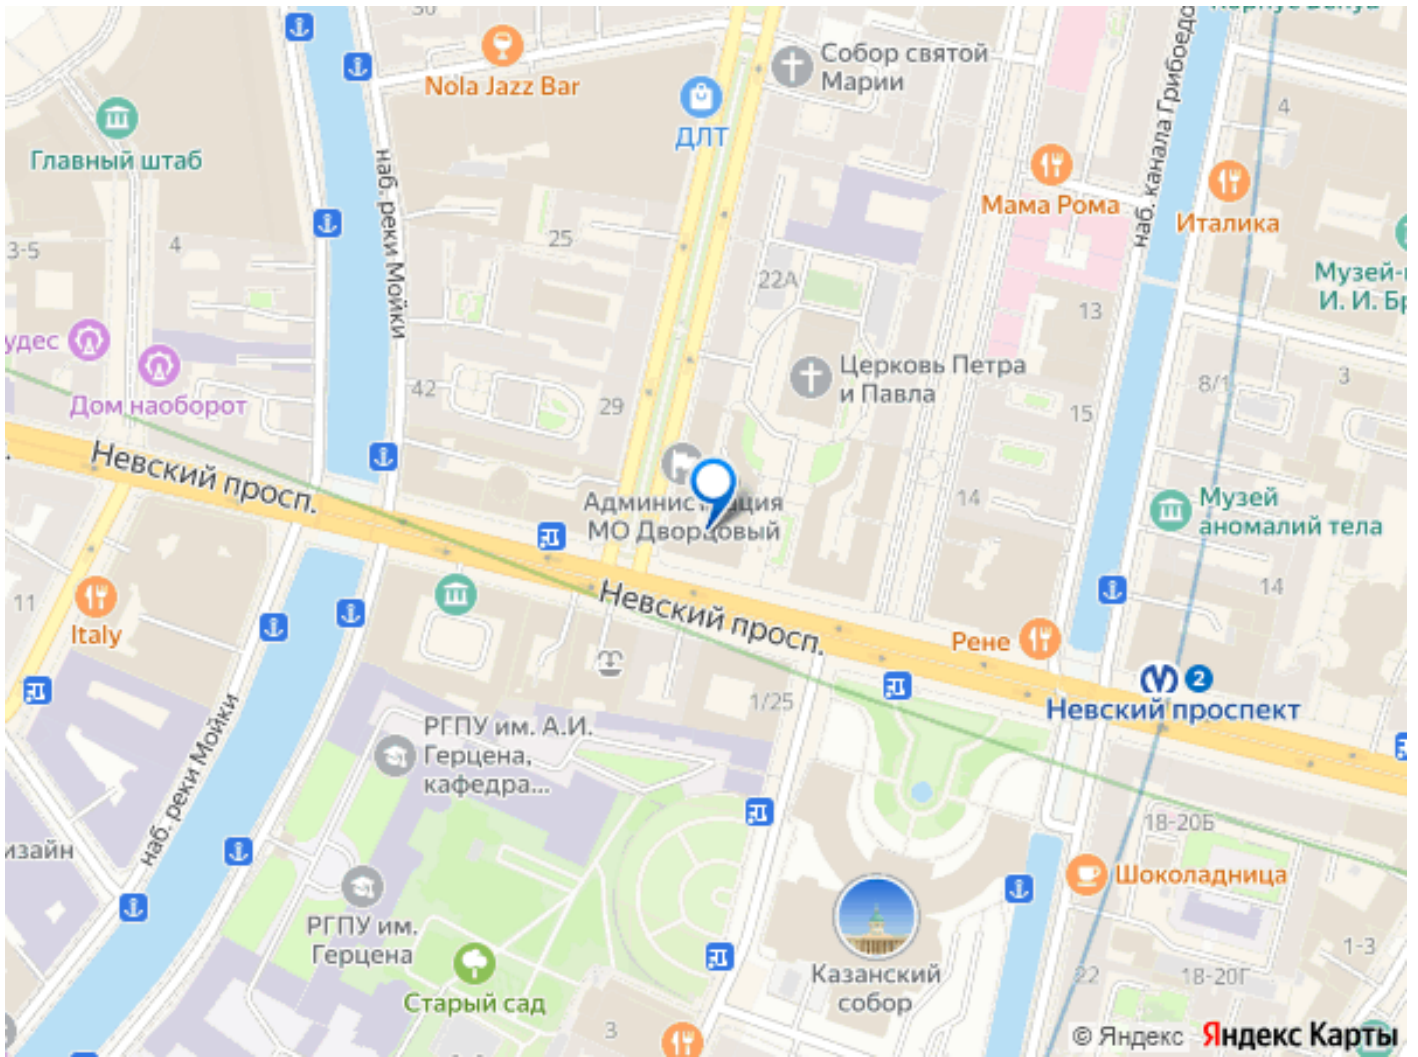 30
Nola Jazz Bar
Собор святой
Марии
ДЛТ
4
Главный штаб
наб. реки Мойки
Мама Рома
наб. канала Грибоедо
Италика
3-5
4
25
22А
Музей-
И. И. Бр
13
удес
Дом наоборот
42
29
Церковь Петра
и Павла
15
8/1
3
Невский просп.
Администрация
МО Дворцовый
14
Музей
аномалий тела
14
11
Italy
Невский просп.
Рене
2
Невский проспект
1/25
РГПУ им. А.И.
Герцена,
кафедра...
наб. реки Мойки
изайн
18-20Б
Шоколадница
РГПУ им.
Герцена
Казанский
собор
Старый сад
22
18-20Г
1-3
3
© Яндекс Яндекс Карты